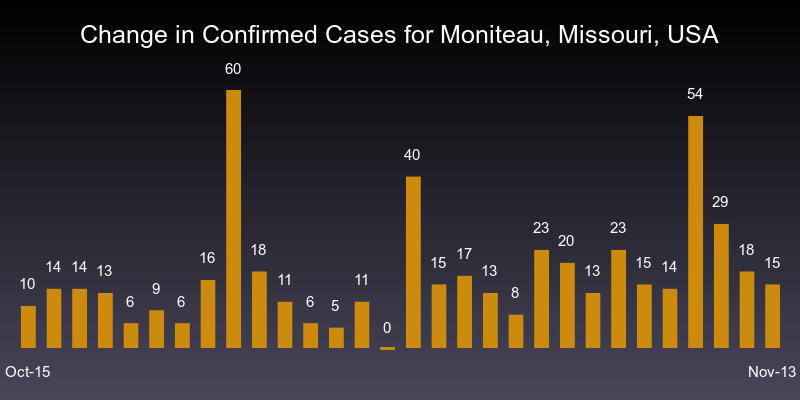 Change in Confirmed Cases for Moniteau, Missouri, USA
10 14 14 13 6 9 6 16 60 18 11 6 5 11 0 40 15 17 13 8 23 20 13 23 15 14 54 29 18 15
Oct-15 Nov-13